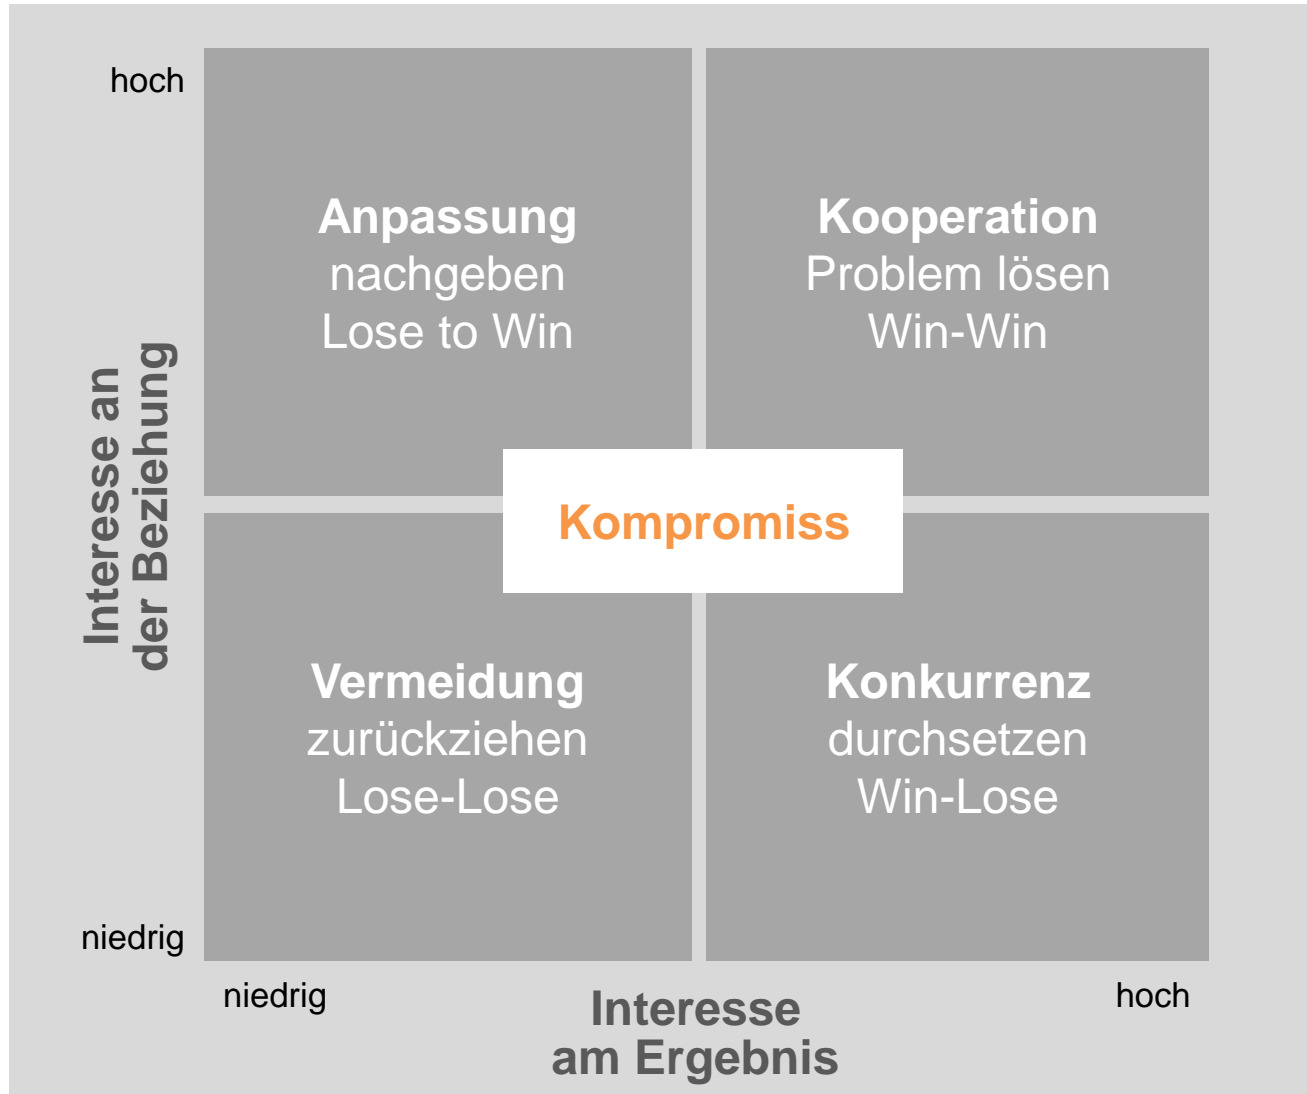 hoch
Anpassung
nachgeben
Lose to Win
Kooperation
Problem lösen
Win-Win
Interesse an
der Beziehung
Kompromiss
Vermeidung
zurückziehen
Lose-Lose
Konkurrenz
durchsetzen
Win-Lose
niedrig
niedrig
Interesse
am Ergebnis
hoch